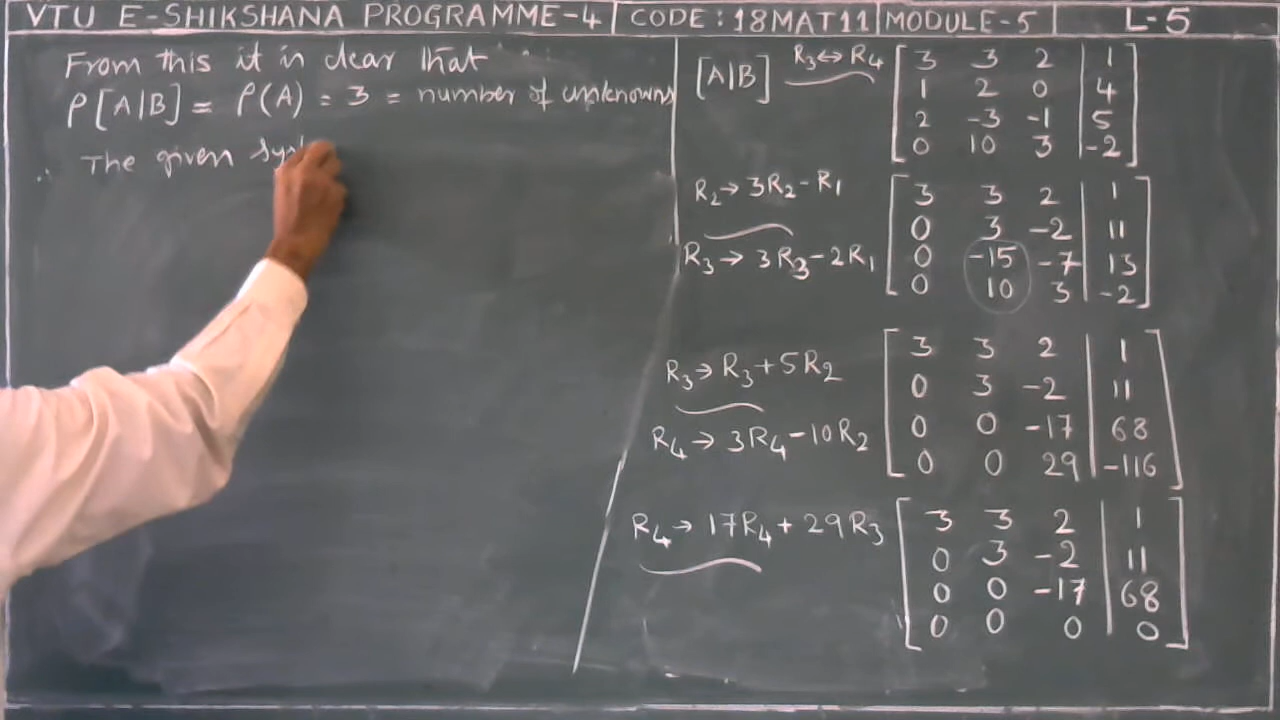 VTU E-SHIKSHANA PROGRAMME-4 CODE: 18MAT11 MODULE-5 L-5
From this it is clear that
ρ[A|B] = ρ(A) = 3 = number of unknowns
∴ The given
[A|B] R3↔R4
3 3 2 | 1
1 2 0 | 4
2 -3 -1 | 5
0 10 3 | -2
R2→3R2-R1
R3→3R3-2R1
3 3 2 | 1
0 3 -2 | 11
0 -15 -7 | 13
0 10 3 | -2
R3→R3+5R2
R4→3R4-10R2
3 3 2 | 1
0 3 -2 | 11
0 0 -17 | 68
0 0 29 | -116
R4→17R4+29R3
3 3 2 | 1
0 3 -2 | 11
0 0 -17 | 68
0 0 0 | 0